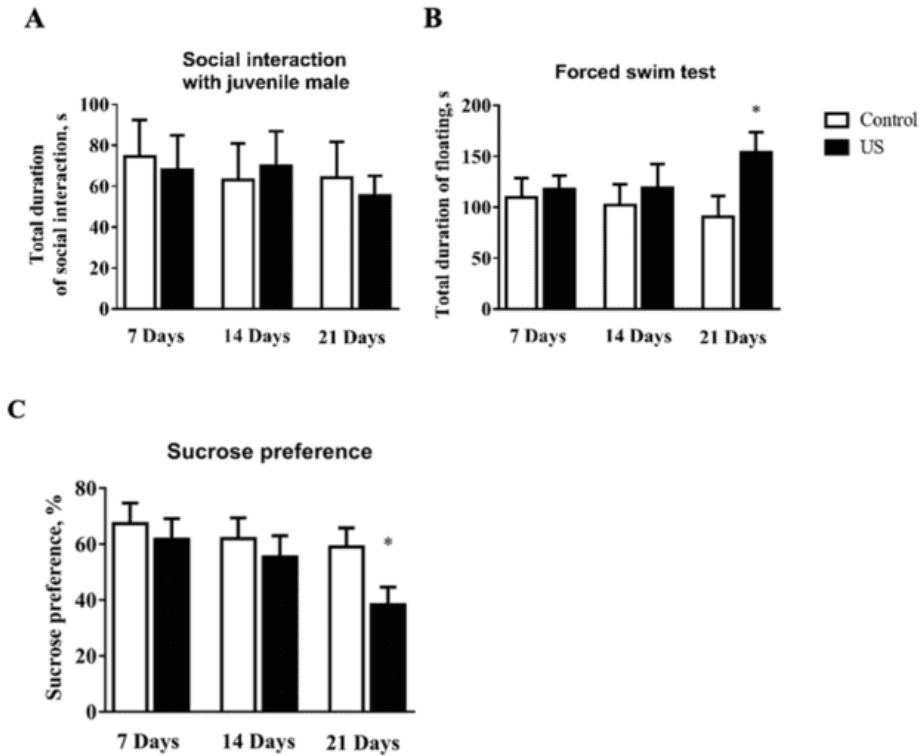 A
Social interaction
with juvenile male
Total duration
of social interaction, s
100
80
60
40
20
0
7 Days 14 Days 21 Days
B
Forced swim test
Total duration of floating, s
200
150
100
50
0
*
7 Days 14 Days 21 Days
Control
US
C
Sucrose preference
Sucrose preference, %
80
60
40
20
0
*
7 Days 14 Days 21 Days